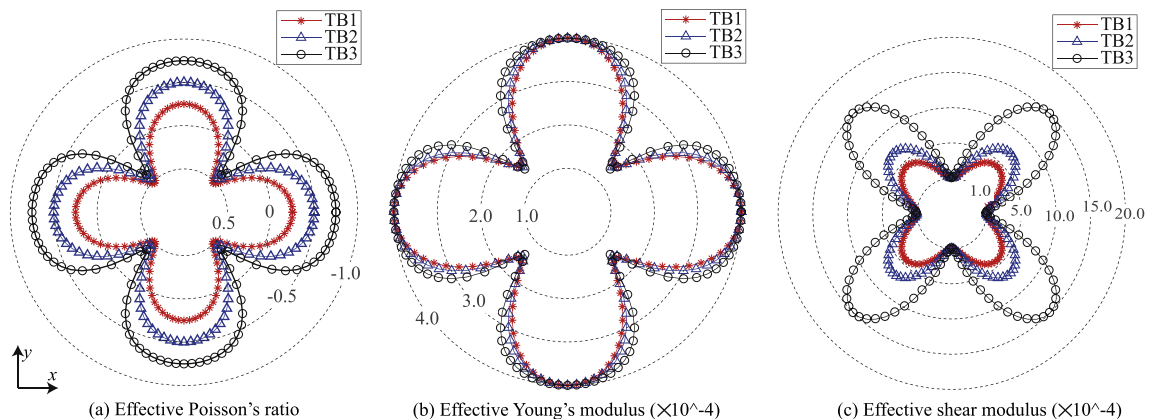 TB1
TB2
TB3
0.5
0
-0.5
-1.0
y
x
(a) Effective Poisson's ratio
TB1
TB2
TB3
1.0
2.0
3.0
4.0
(b) Effective Young's modulus (×10^-4)
TB1
TB2
TB3
1.0
5.0
10.0
15.0
20.0
(c) Effective shear modulus (×10^-4)